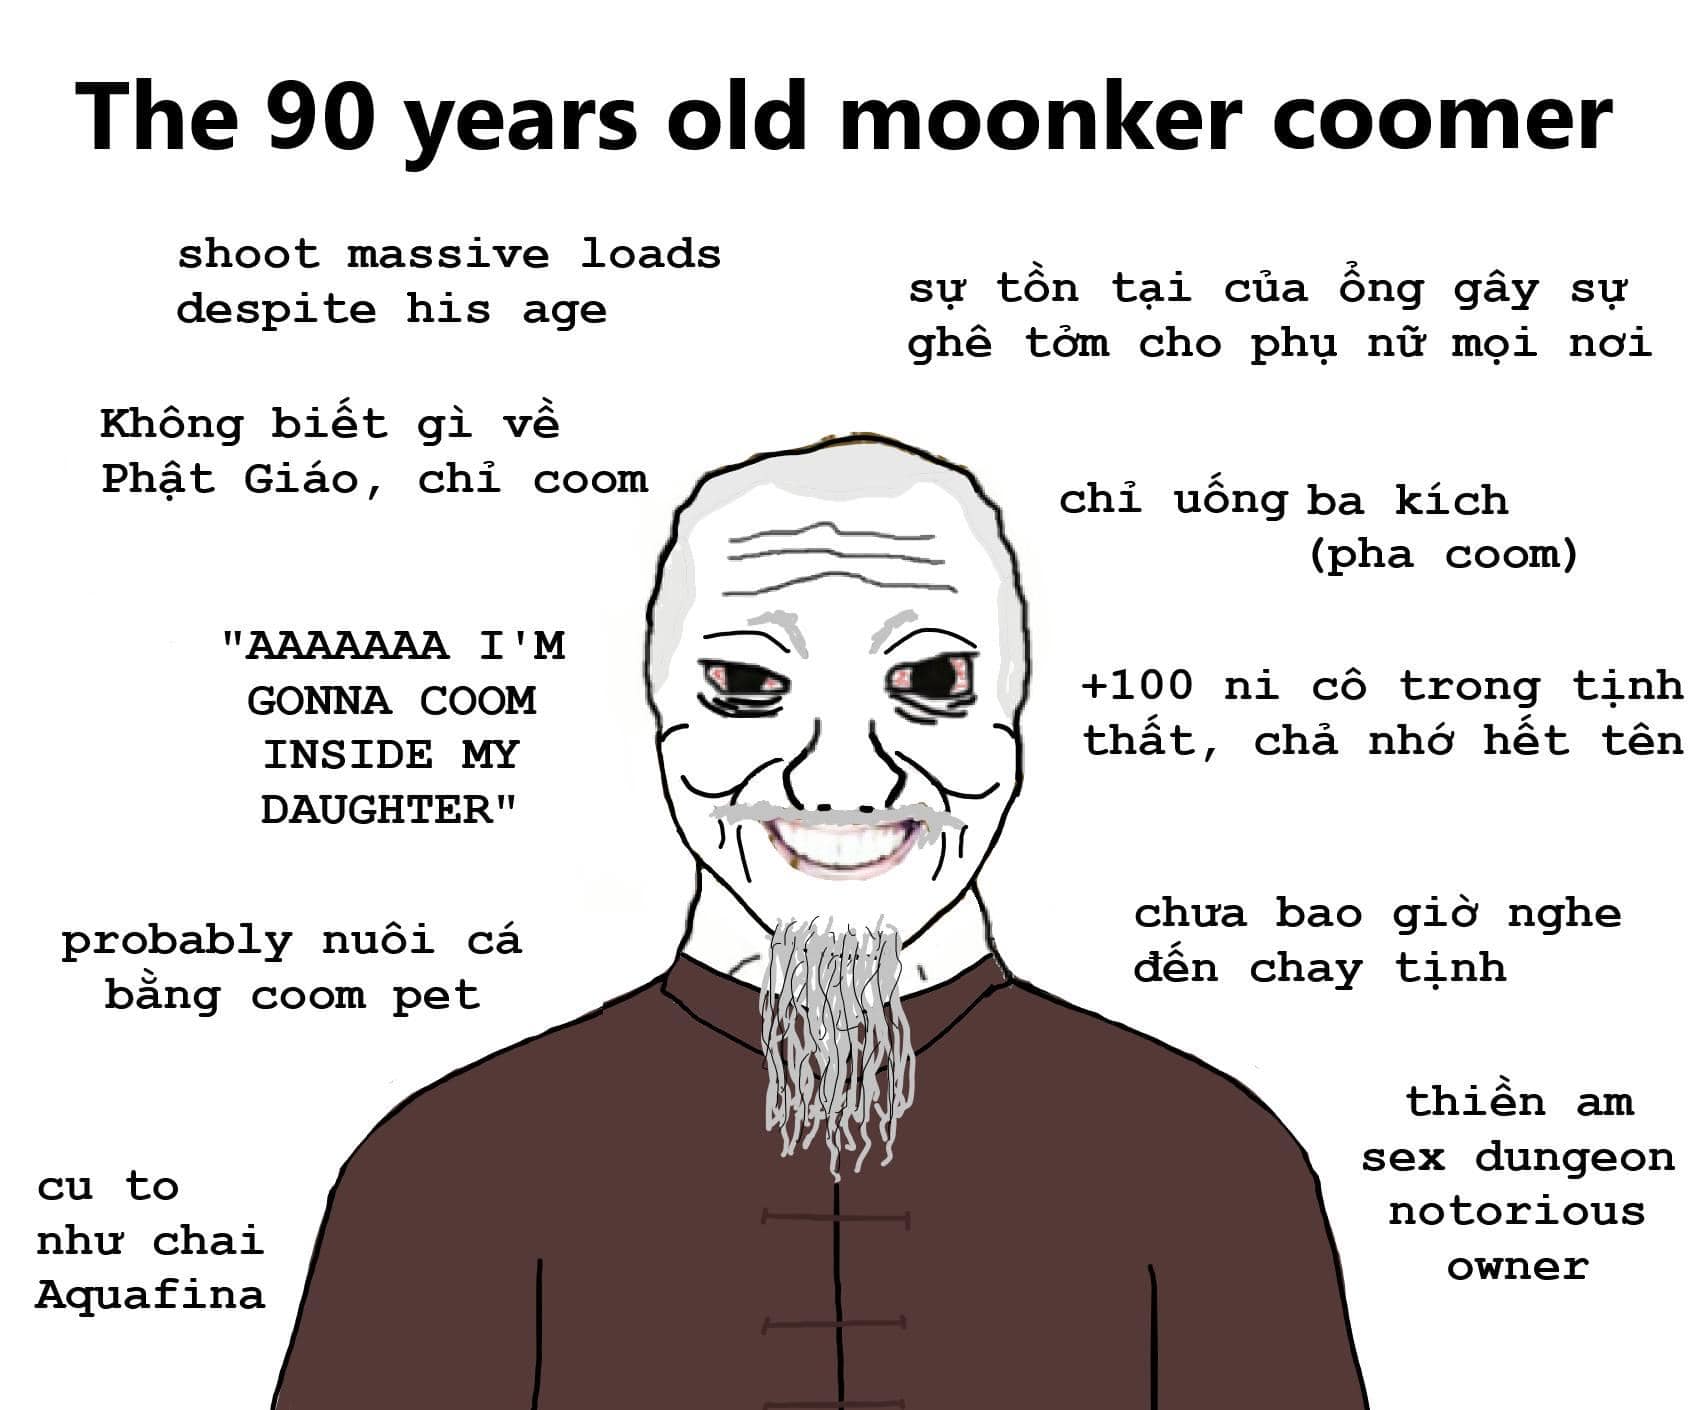 The 90 years old moonker coomer
shoot massive loads
despite his age
sự tồn tại của ổng gây sự
ghê tởm cho phụ nữ mọi nơi
Không biết gì về
Phật Giáo, chỉ coom
chỉ uống ba kích
(pha coom)
"AAAAAAA I'M
GONNA COOM
INSIDE MY
DAUGHTER"
+100 ni cô trong tịnh
thất, chả nhớ hết tên
probably nuôi cá
bằng coom pet
chưa bao giờ nghe
đến chay tịnh
cu to
như chai
Aquafina
thiền am
sex dungeon
notorious
owner